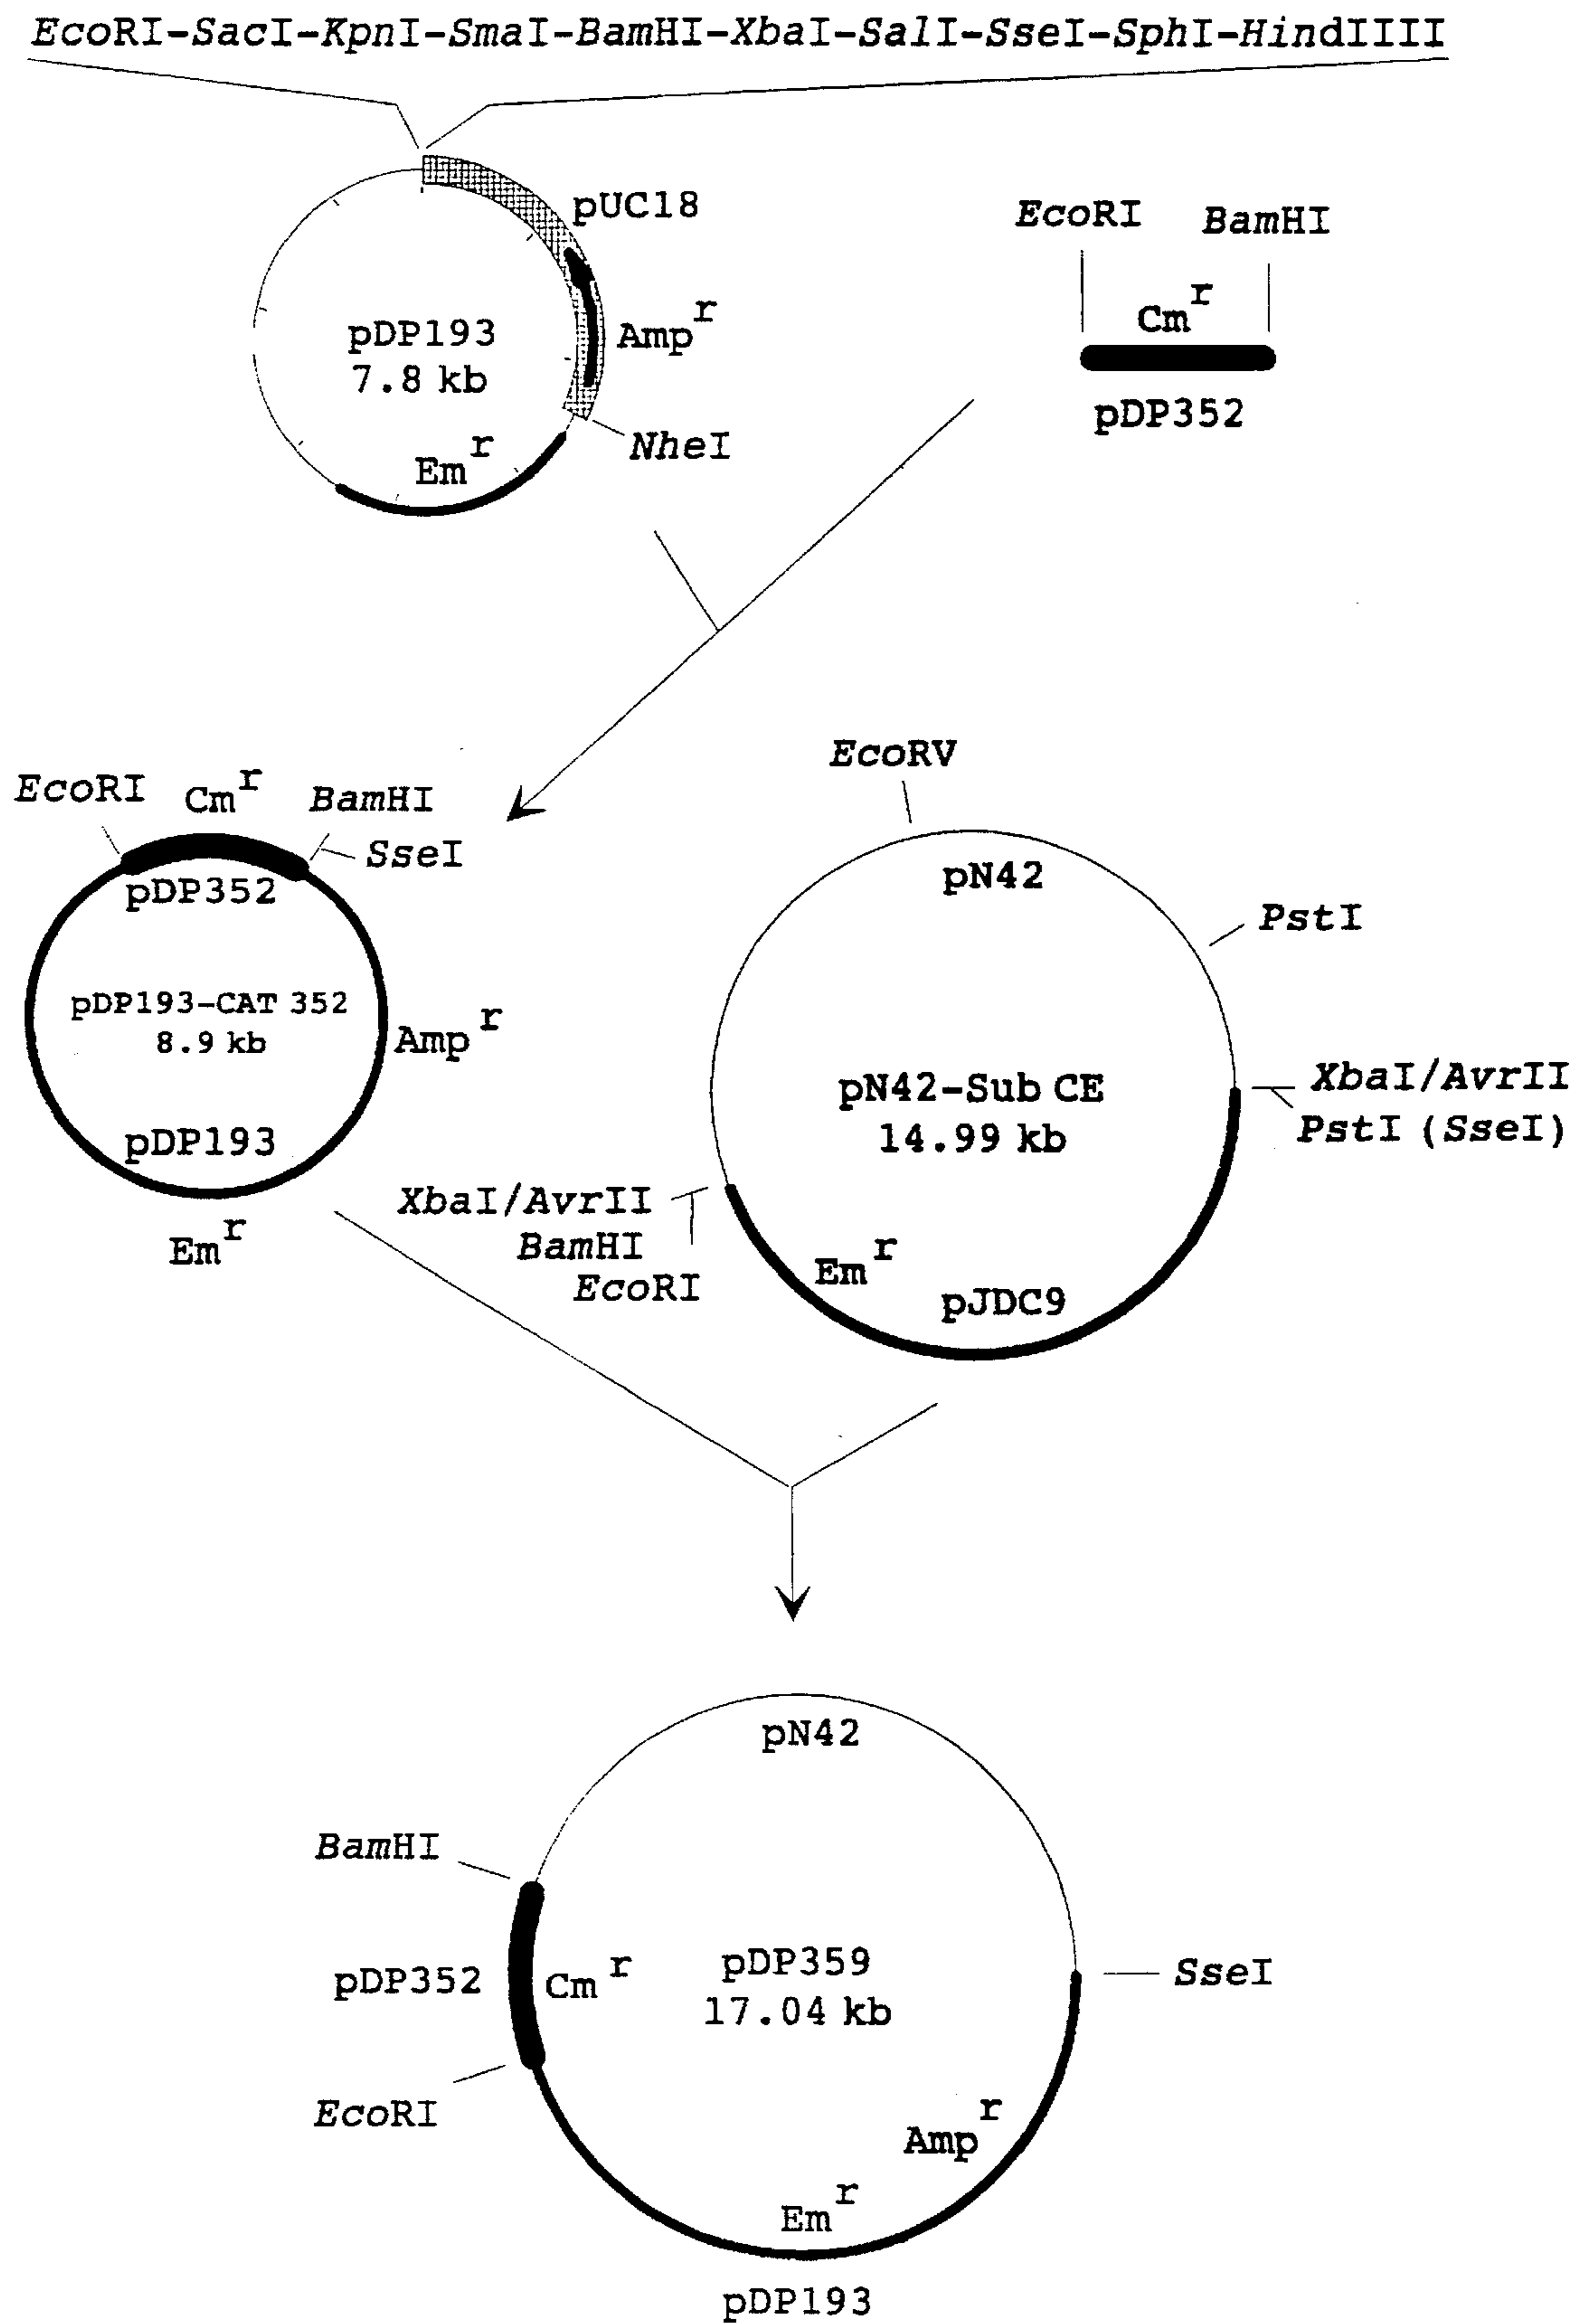 EcoRI-SacI-KpnI-SmaI-BamHI-XbaI-SalI-SseI-SphI-HindIIII
pUC18
EcoRI BamHI
Cm r
pDP193
7.8 kb
Amp r
pDP352
NheI
Em r
EcoRV
EcoRI Cm r BamHI
SseI
pDP352
pN42
PstI
pDP193-CAT 352
8.9 kb
Amp r
pN42-Sub CE
14.99 kb
XbaI/AvrII
PstI (SseI)
pDP193
XbaI/AvrII
BamHI
EcoRI
Em r
Em r
pJDC9
pN42
BamHI
pDP352 Cm r
pDP359
17.04 kb
SseI
EcoRI
Amp r
Em r
pDP193